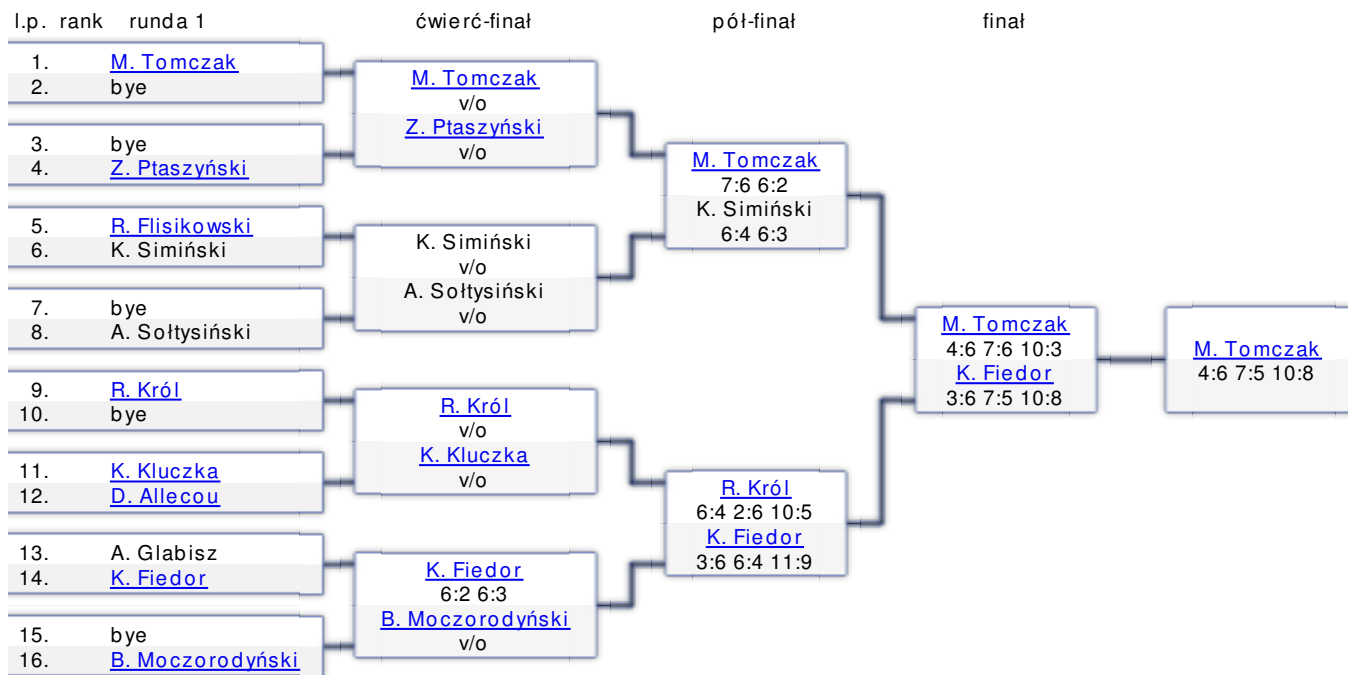 l.p. rank runda 1 ćwierć-finał pół-finał finał
1. M. Tomczak
2. bye
3. bye
4. Z. Ptaszyński
5. R. Flisikowski
6. K. Simiński
7. bye
8. A. Sołtysiński
9. R. Król
10. bye
11. K. Kluczka
12. D. Allecou
13. A. Glabisz
14. K. Fiedor
15. bye
16. B. Moczorodyński
M. Tomczak
v/o
Z. Ptaszyński
v/o
K. Simiński
v/o
A. Sołtysiński
v/o
R. Król
v/o
K. Kluczka
v/o
K. Fiedor
6:2 6:3
B. Moczorodyński
v/o
M. Tomczak
7:6 6:2
K. Simiński
6:4 6:3
R. Król
6:4 2:6 10:5
K. Fiedor
3:6 6:4 11:9
M. Tomczak
4:6 7:6 10:3
K. Fiedor
3:6 7:5 10:8
M. Tomczak
4:6 7:5 10:8